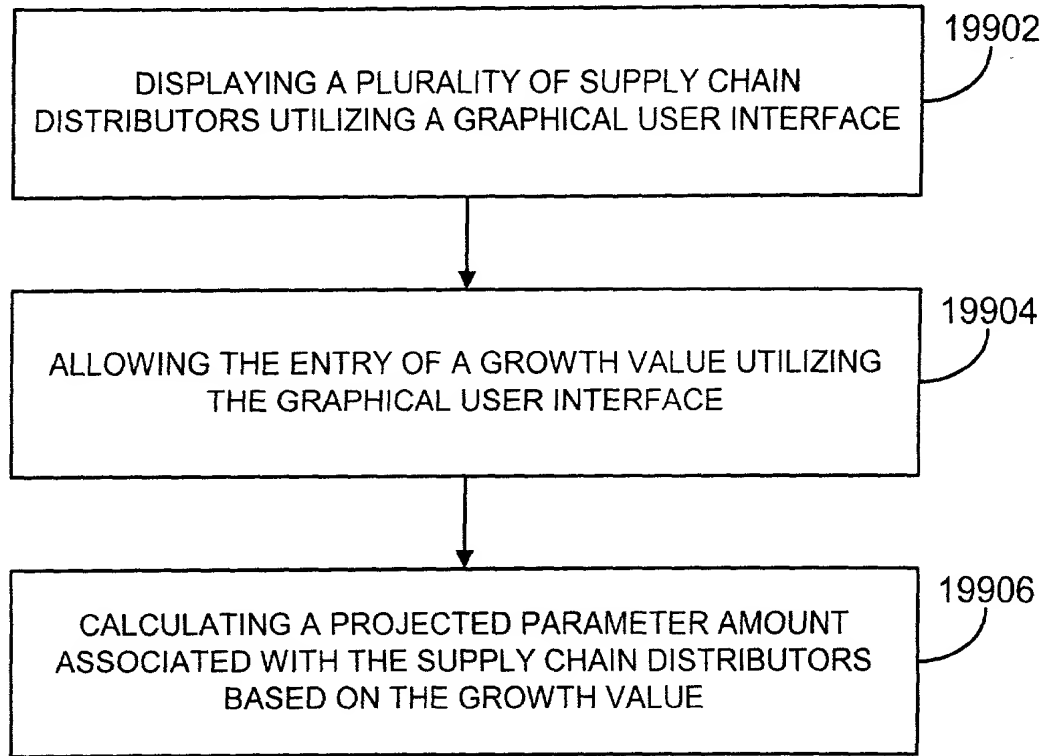 19902
DISPLAYING A PLURALITY OF SUPPLY CHAIN
DISTRIBUTORS UTILIZING A GRAPHICAL USER INTERFACE
19904
ALLOWING THE ENTRY OF A GROWTH VALUE UTILIZING
THE GRAPHICAL USER INTERFACE
19906
CALCULATING A PROJECTED PARAMETER AMOUNT
ASSOCIATED WITH THE SUPPLY CHAIN DISTRIBUTORS
BASED ON THE GROWTH VALUE